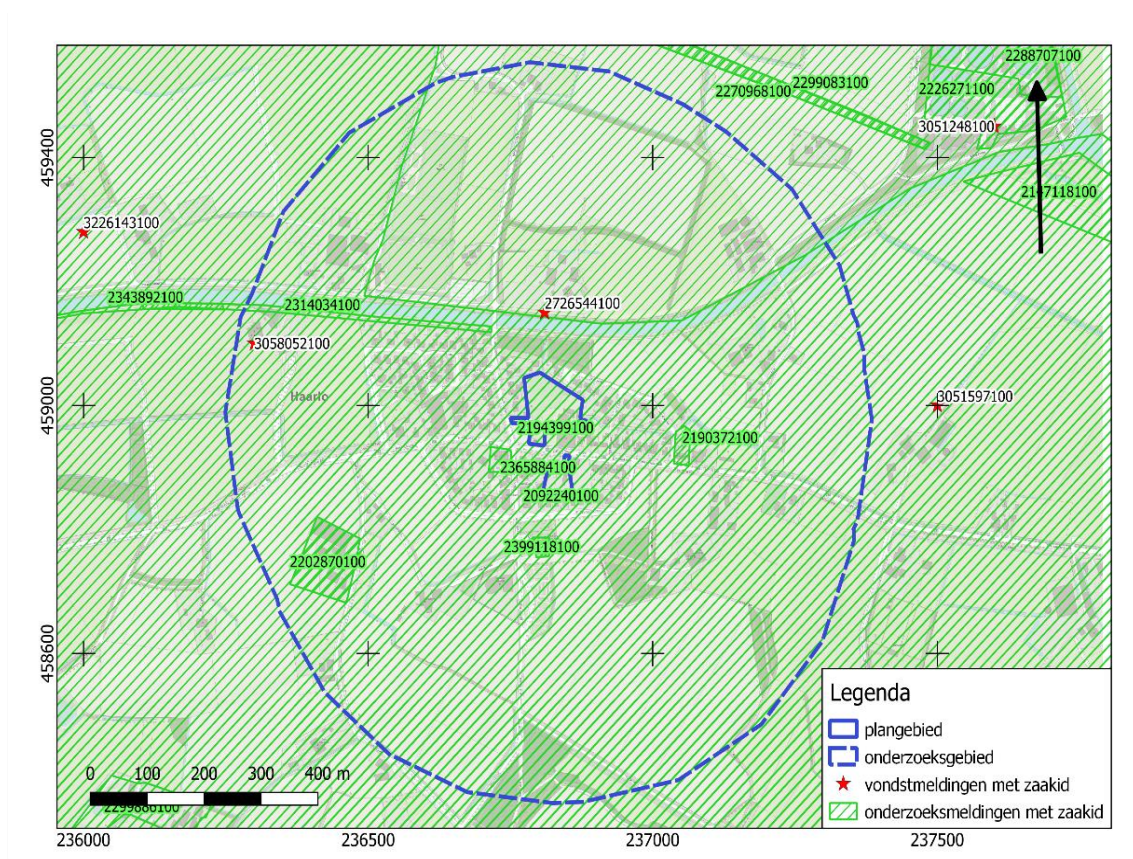 2288707100
2299083100
2270968100
2226271100
3051248100
459400
2147118100
3226143100
2343892100
2314034100
2726544100
3058052100
Haarlo
3051597100
459000
2194399100
2190372100
2365884100
2092240100
2399118100
2202870100
458600
Legenda
plangebied
onderzoeksgebied
vondstmeldingen met zaakid
onderzoeksmeldingen met zaakid
0 100 200 300 400 m
2299886100
236000 236500 237000 237500